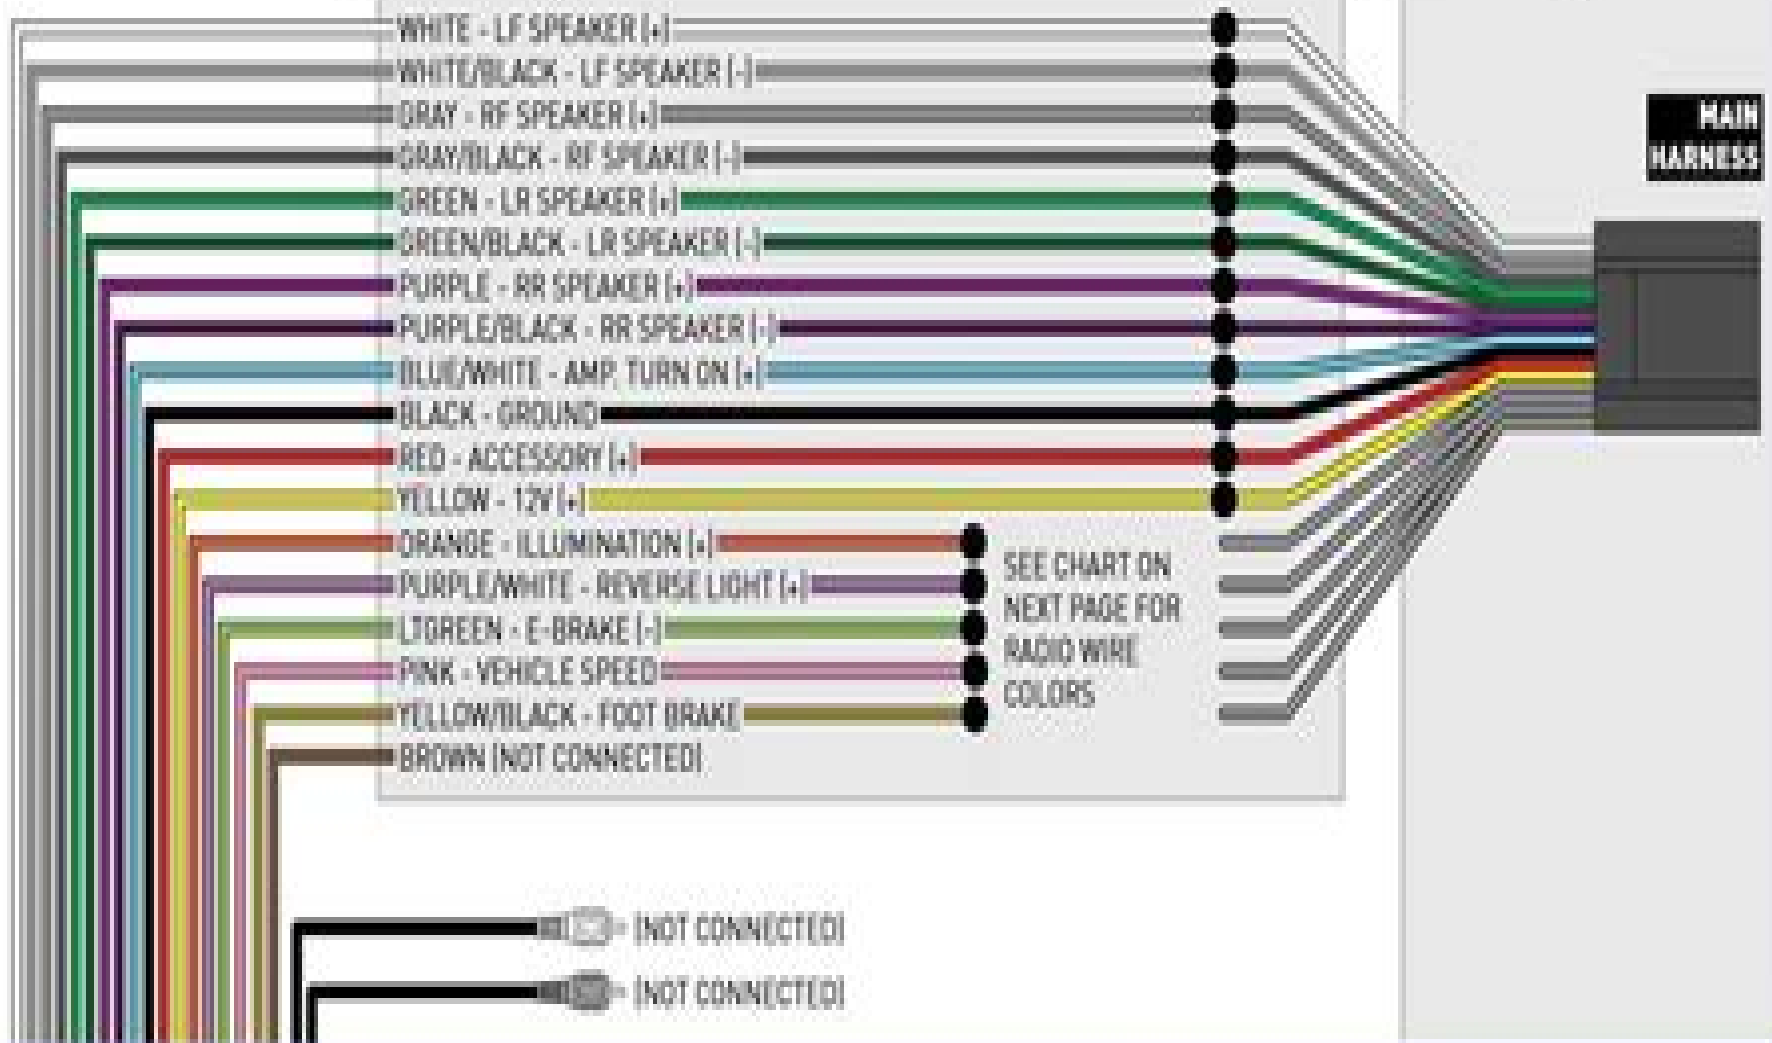 WHITE - LF SPEAKER (+)
WHITE/BLACK - LF SPEAKER (-)
GRAY - RF SPEAKER (+)
GRAY/BLACK - RF SPEAKER (-)
GREEN - LR SPEAKER (+)
GREEN/BLACK - LR SPEAKER (-)
PURPLE - RR SPEAKER (+)
PURPLE/BLACK - RR SPEAKER (-)
BLUE/WHITE - AMP. TURN ON (+)
BLACK - GROUND
RED - ACCESSORY (+)
YELLOW - 12V (+)
ORANGE - ILLUMINATION (+)
PURPLE/WHITE - REVERSE LIGHT (+)
LTGREEN - E-BRAKE (-)
PINK - VEHICLE SPEED
YELLOW/BLACK - FOOT BRAKE
BROWN (NOT CONNECTED)
SEE CHART ON
NEXT PAGE FOR
RADIO WIRE
COLORS
MAIN
HARNESS
(NOT CONNECTED)
(NOT CONNECTED)